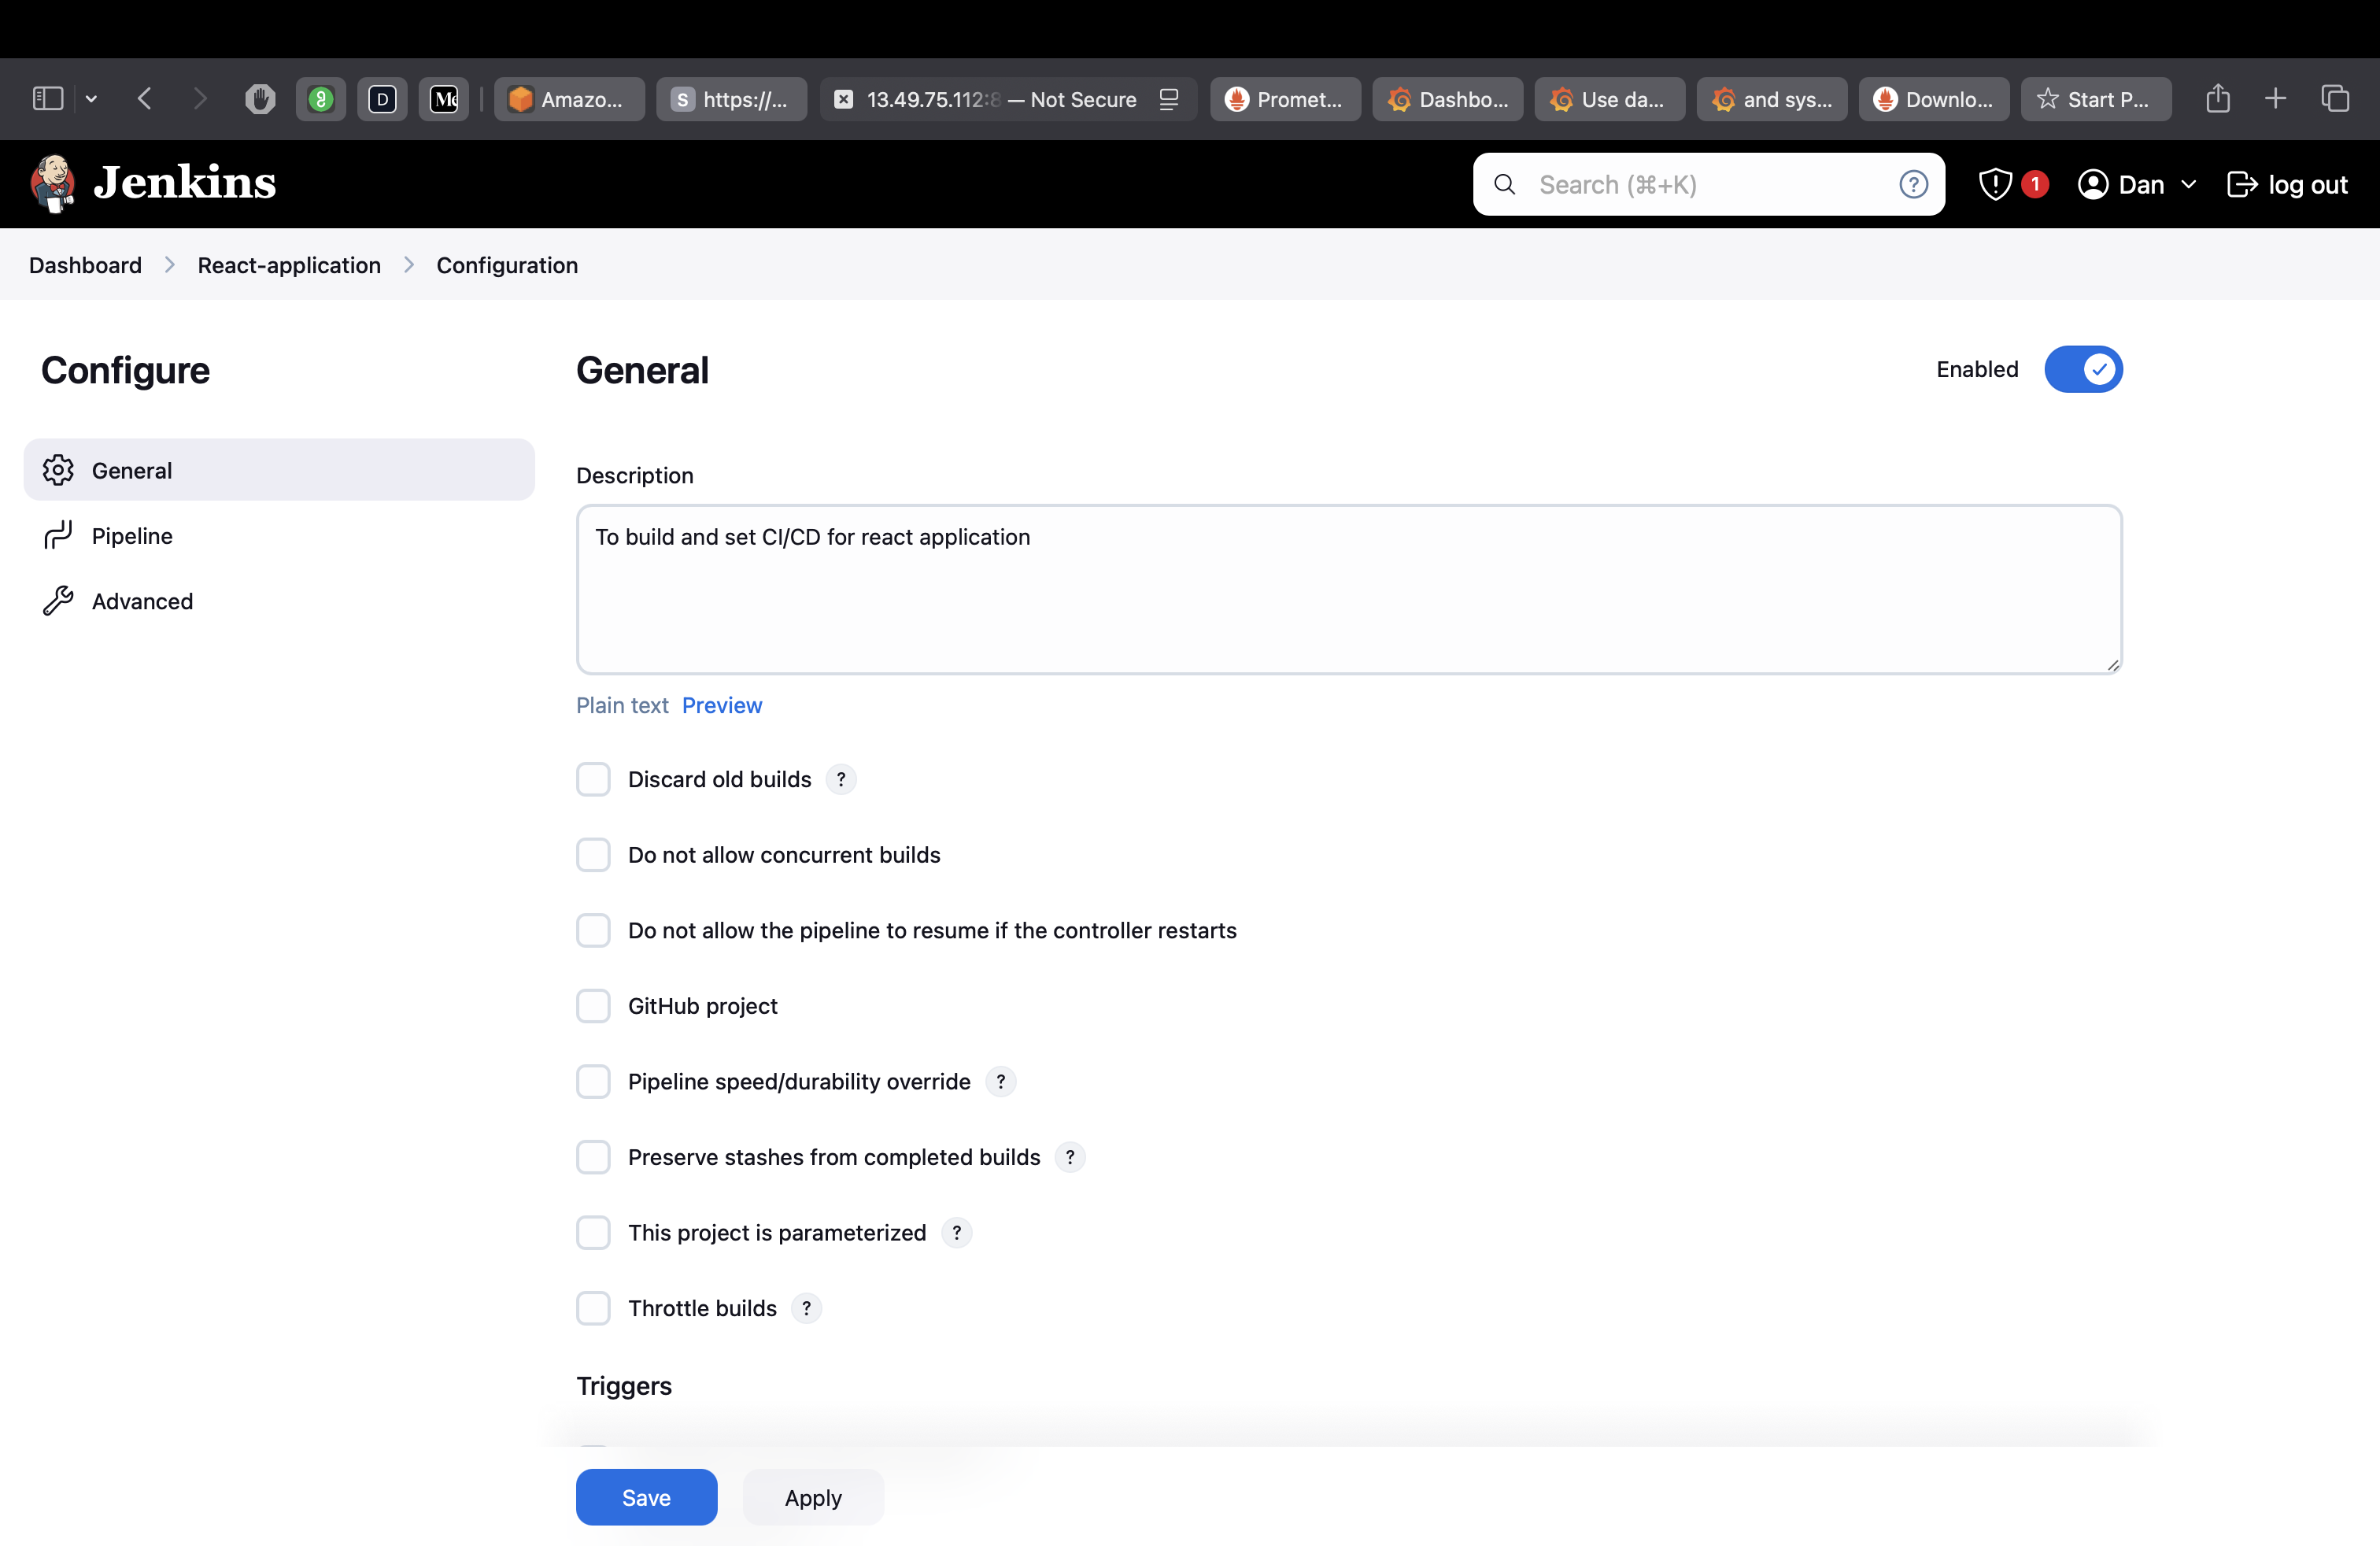 D
Amazo...
S https://...
13.49.75.112:8 — Not Secure
Promet...
Dashbo...
Use da...
and sys...
Downlo...
Start P...
Jenkins
Search (⌘+K)
?
1
Dan
log out
Dashboard
React-application
Configuration
Configure
General
Pipeline
Advanced
General
Enabled
Description
To build and set CI/CD for react application
Plain text Preview
Discard old builds ?
Do not allow concurrent builds
Do not allow the pipeline to resume if the controller restarts
GitHub project
Pipeline speed/durability override ?
Preserve stashes from completed builds ?
This project is parameterized ?
Throttle builds ?
Triggers
Save
Apply